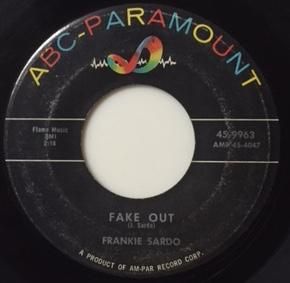 ABC-PARAMOUNT
Flame Music
BMI
2:18
45-9963
AMP 45-4047
FAKE OUT
(J. Sardo)
FRANKIE SARDO
A PRODUCT OF AM-PAR RECORD CORP.